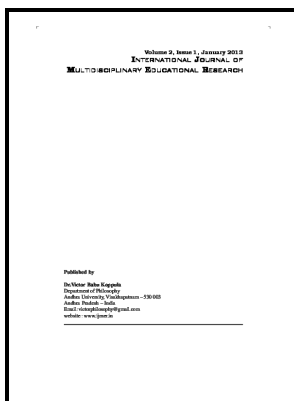 Volume 2, Issue 1, January 2013
INTERNATIONAL JOURNAL OF
MULTIDISCIPLINARY EDUCATIONAL RESEARCH
Published by
Dr.Victor Babu Koppula
Department of Philosophy
Andhra University, Visakhapatnam – 530 003
Andhra Pradesh – India
Email: victorphilosophy@gmail.com
website : www.ijmer.in